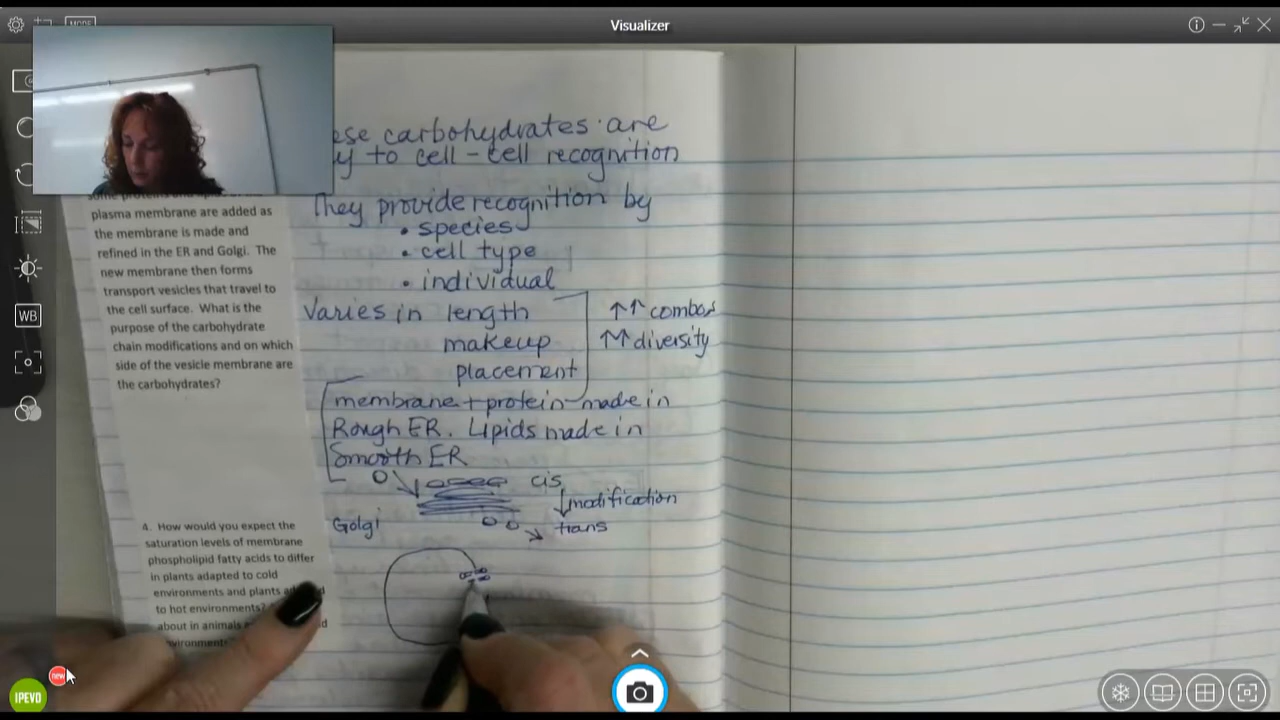 Visualizer
MODE
WB
plasma membrane are added as
the membrane is made and
refined in the ER and Golgi. The
new membrane then forms
transport vesicles that travel to
the cell surface. What is the
purpose of the carbohydrate
chain modifications and on which
side of the vesicle membrane are
the carbohydrates?
4. How would you expect the
saturation levels of membrane
phospholipid fatty acids to differ
in plants adapted to cold
environments and plants
to hot environments?
about in animals
carbohydrates are
to cell-cell recognition
They provide recognition by
• species
• cell type
• individual
Varies in length
makeup
placement
↑↑ combos
↑↑ diversity
membrane + protein made in
Rough ER. Lipids made in
Smooth ER
cis
↓ modification
trans
Golgi
new
IPEVO